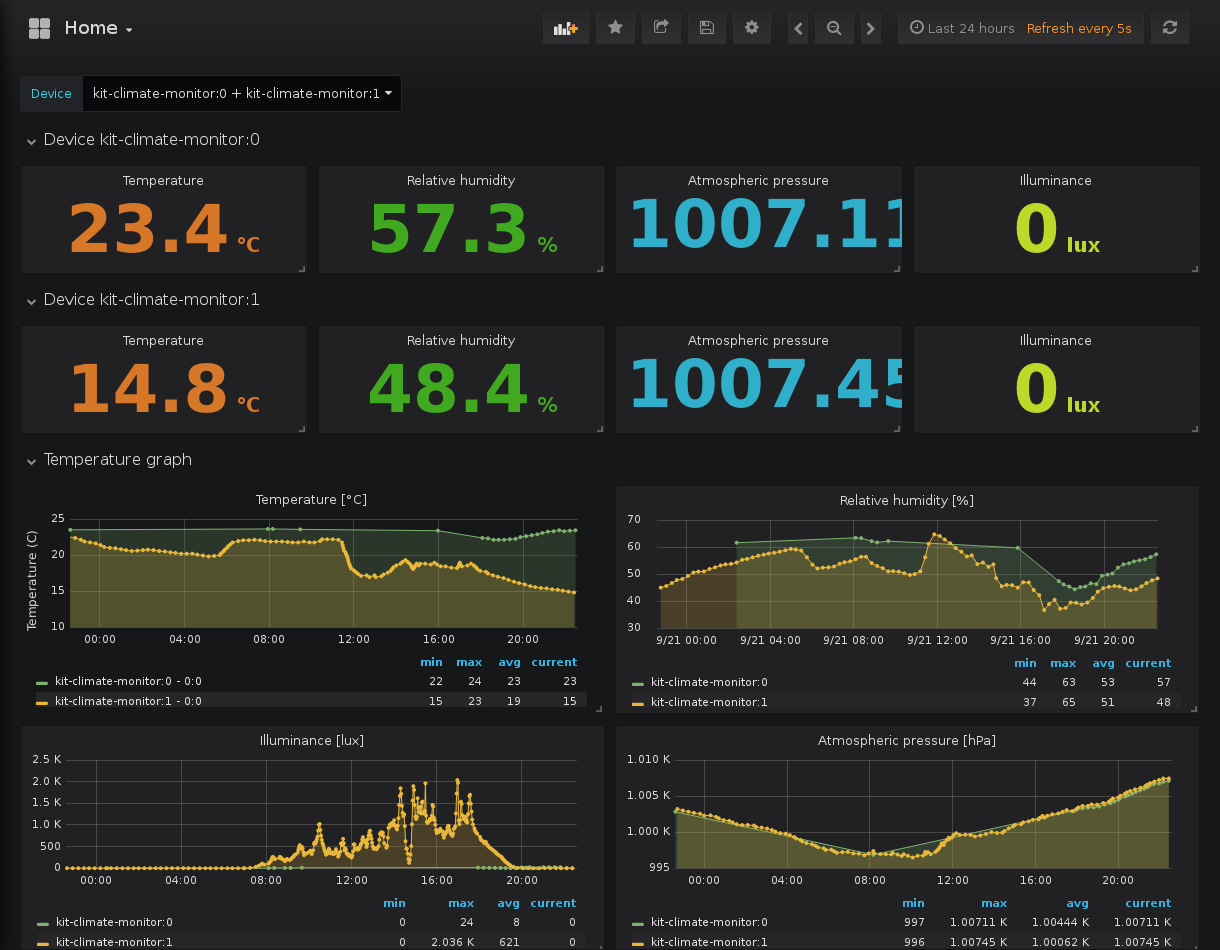 Home
Last 24 hours Refresh every 5s
Device kit-climate-monitor:0 + kit-climate-monitor:1
Device kit-climate-monitor:0
Temperature Relative humidity Atmospheric pressure Illuminance
23.4 °C 57.3 % 1007.11 0 lux
Device kit-climate-monitor:1
Temperature Relative humidity Atmospheric pressure Illuminance
14.8 °C 48.4 % 1007.45 0 lux
Temperature graph
Temperature [°C]
Temperature (C)
25
20
15
10
00:00 04:00 08:00 12:00 16:00 20:00
min max avg current
kit-climate-monitor:0 - 0:0 22 24 23 23
kit-climate-monitor:1 - 0:0 15 23 19 15
Relative humidity [%]
70
60
50
40
30
9/21 00:00 9/21 04:00 9/21 08:00 9/21 12:00 9/21 16:00 9/21 20:00
min max avg current
kit-climate-monitor:0 44 63 53 57
kit-climate-monitor:1 37 65 51 48
Illuminance [lux]
2.5 K
2.0 K
1.5 K
1.0 K
500
0
00:00 04:00 08:00 12:00 16:00 20:00
min max avg current
kit-climate-monitor:0 0 24 8 0
kit-climate-monitor:1 0 2.036 K 621 0
Atmospheric pressure [hPa]
1.010 K
1.005 K
1.000 K
995
00:00 04:00 08:00 12:00 16:00 20:00
min max avg current
kit-climate-monitor:0 997 1.00711 K 1.00444 K 1.00711 K
kit-climate-monitor:1 996 1.00745 K 1.00062 K 1.00745 K